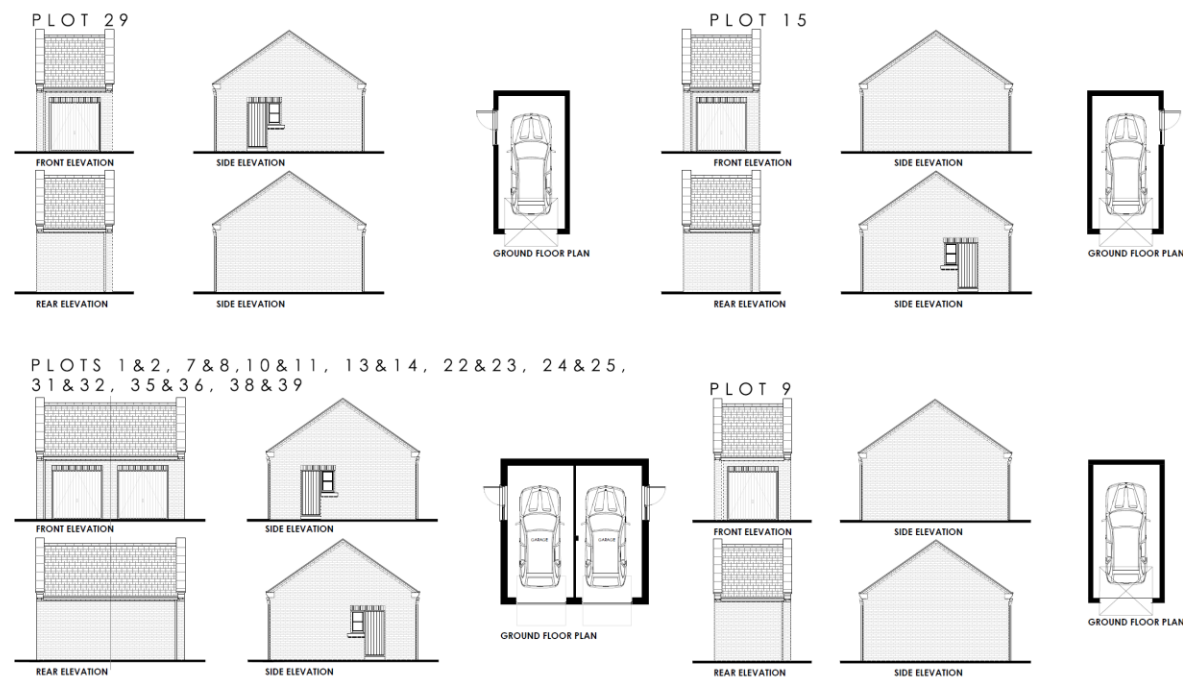 PLOT 29
FRONT ELEVATION
SIDE ELEVATION
REAR ELEVATION
SIDE ELEVATION
GROUND FLOOR PLAN
PLOT 15
FRONT ELEVATION
SIDE ELEVATION
REAR ELEVATION
SIDE ELEVATION
GROUND FLOOR PLAN
PLOTS 1&2, 7&8,10&11, 13&14, 22&23, 24&25,
31&32, 35&36, 38&39
FRONT ELEVATION
SIDE ELEVATION
REAR ELEVATION
SIDE ELEVATION
GARAGE
GARAGE
GROUND FLOOR PLAN
PLOT 9
FRONT ELEVATION
SIDE ELEVATION
REAR ELEVATION
SIDE ELEVATION
GROUND FLOOR PLAN